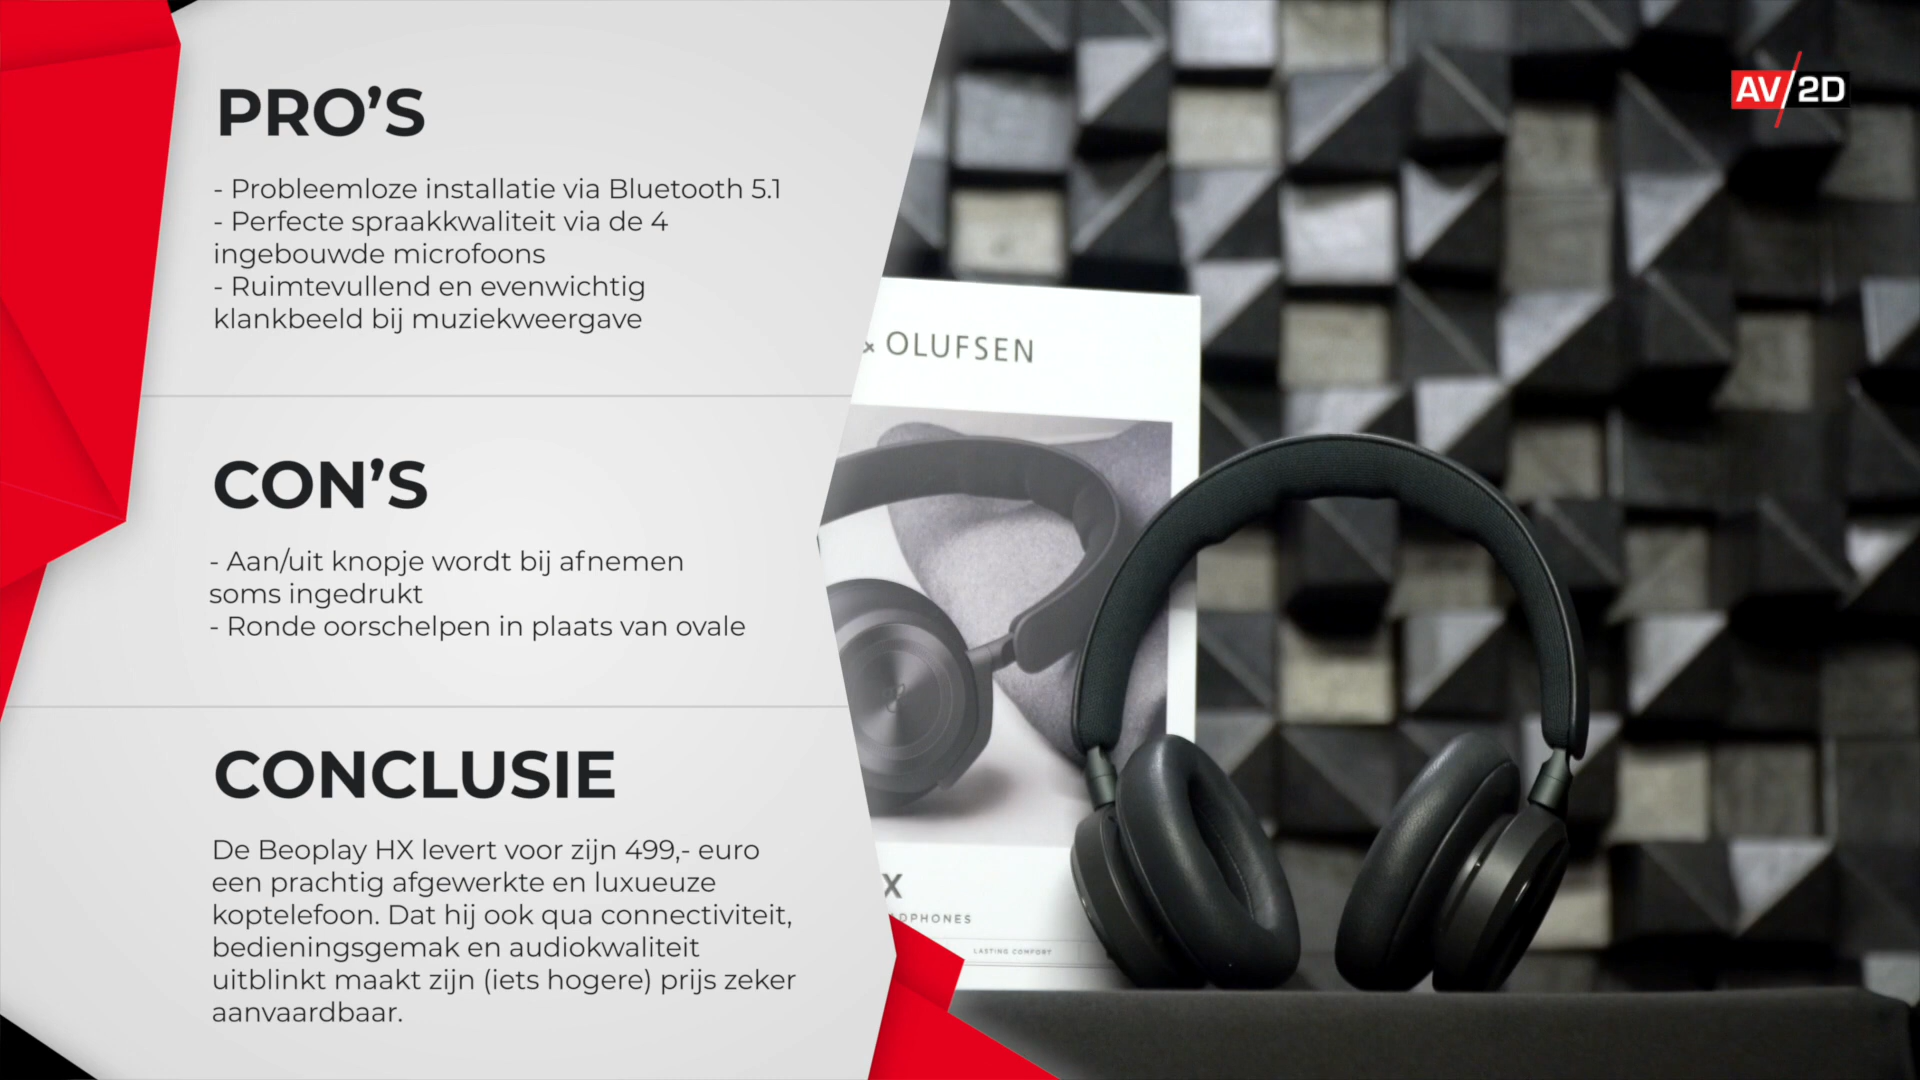 PRO’S
- Probleemloze installatie via Bluetooth 5.1
- Perfecte spraakkwaliteit via de 4
ingebouwde microfoons
- Ruimtevullend en evenwichtig
klankbeeld bij muziekweergave
CON’S
- Aan/uit knopje wordt bij afnemen
soms ingedrukt
- Ronde oorschelpen in plaats van ovale
CONCLUSIE
De Beoplay HX levert voor zijn 499,- euro
een prachtig afgewerkte en luxueuze
koptelefoon. Dat hij ook qua connectiviteit,
bedieningsgemak en audiokwaliteit
uitblinkt maakt zijn (iets hogere) prijs zeker
aanvaardbaar.
AV/2D
& OLUFSEN
X
DPHONES
LASTING COMFORT